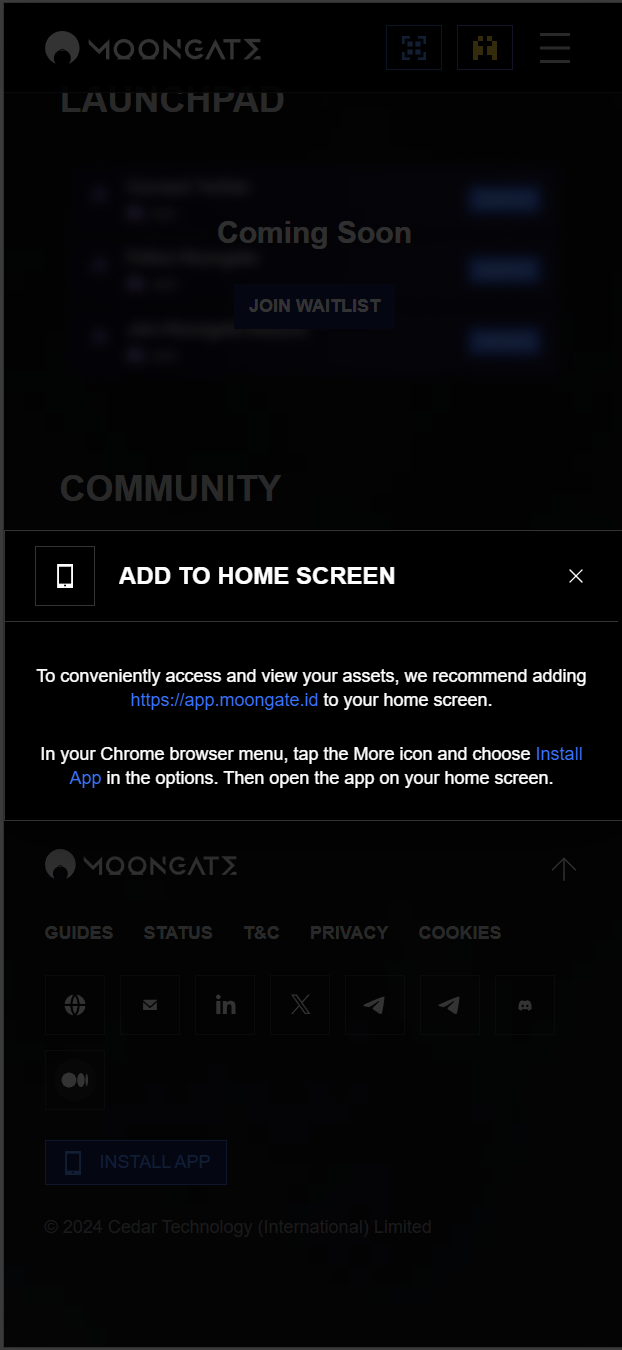 MOONGATE
LAUNCHPAD
Coming Soon
JOIN WAITLIST
COMMUNITY
ADD TO HOME SCREEN
To conveniently access and view your assets, we recommend adding
https://app.moongate.id to your home screen.
In your Chrome browser menu, tap the More icon and choose Install
App in the options. Then open the app on your home screen.
MOONGATE
GUIDES STATUS T&C PRIVACY COOKIES
in
INSTALL APP
© 2024 Cedar Technology (International) Limited